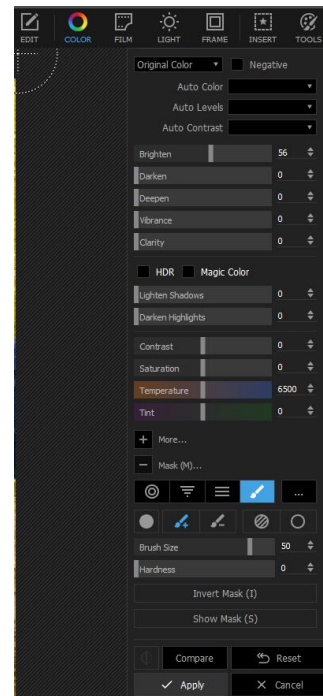 EDIT COLOR FILM LIGHT FRAME INSERT TOOLS
Original Color Negative
Auto Color
Auto Levels
Auto Contrast
Brighten 56
Darken 0
Deepen 0
Vibrance 0
Clarity 0
HDR Magic Color
Lighten Shadows 0
Darken Highlights 0
Contrast 0
Saturation 0
Temperature 6500
Tint 0
More...
Mask (M)...
...
Brush Size 50
Hardness 0
Invert Mask (I)
Show Mask (S)
Compare Reset
Apply Cancel